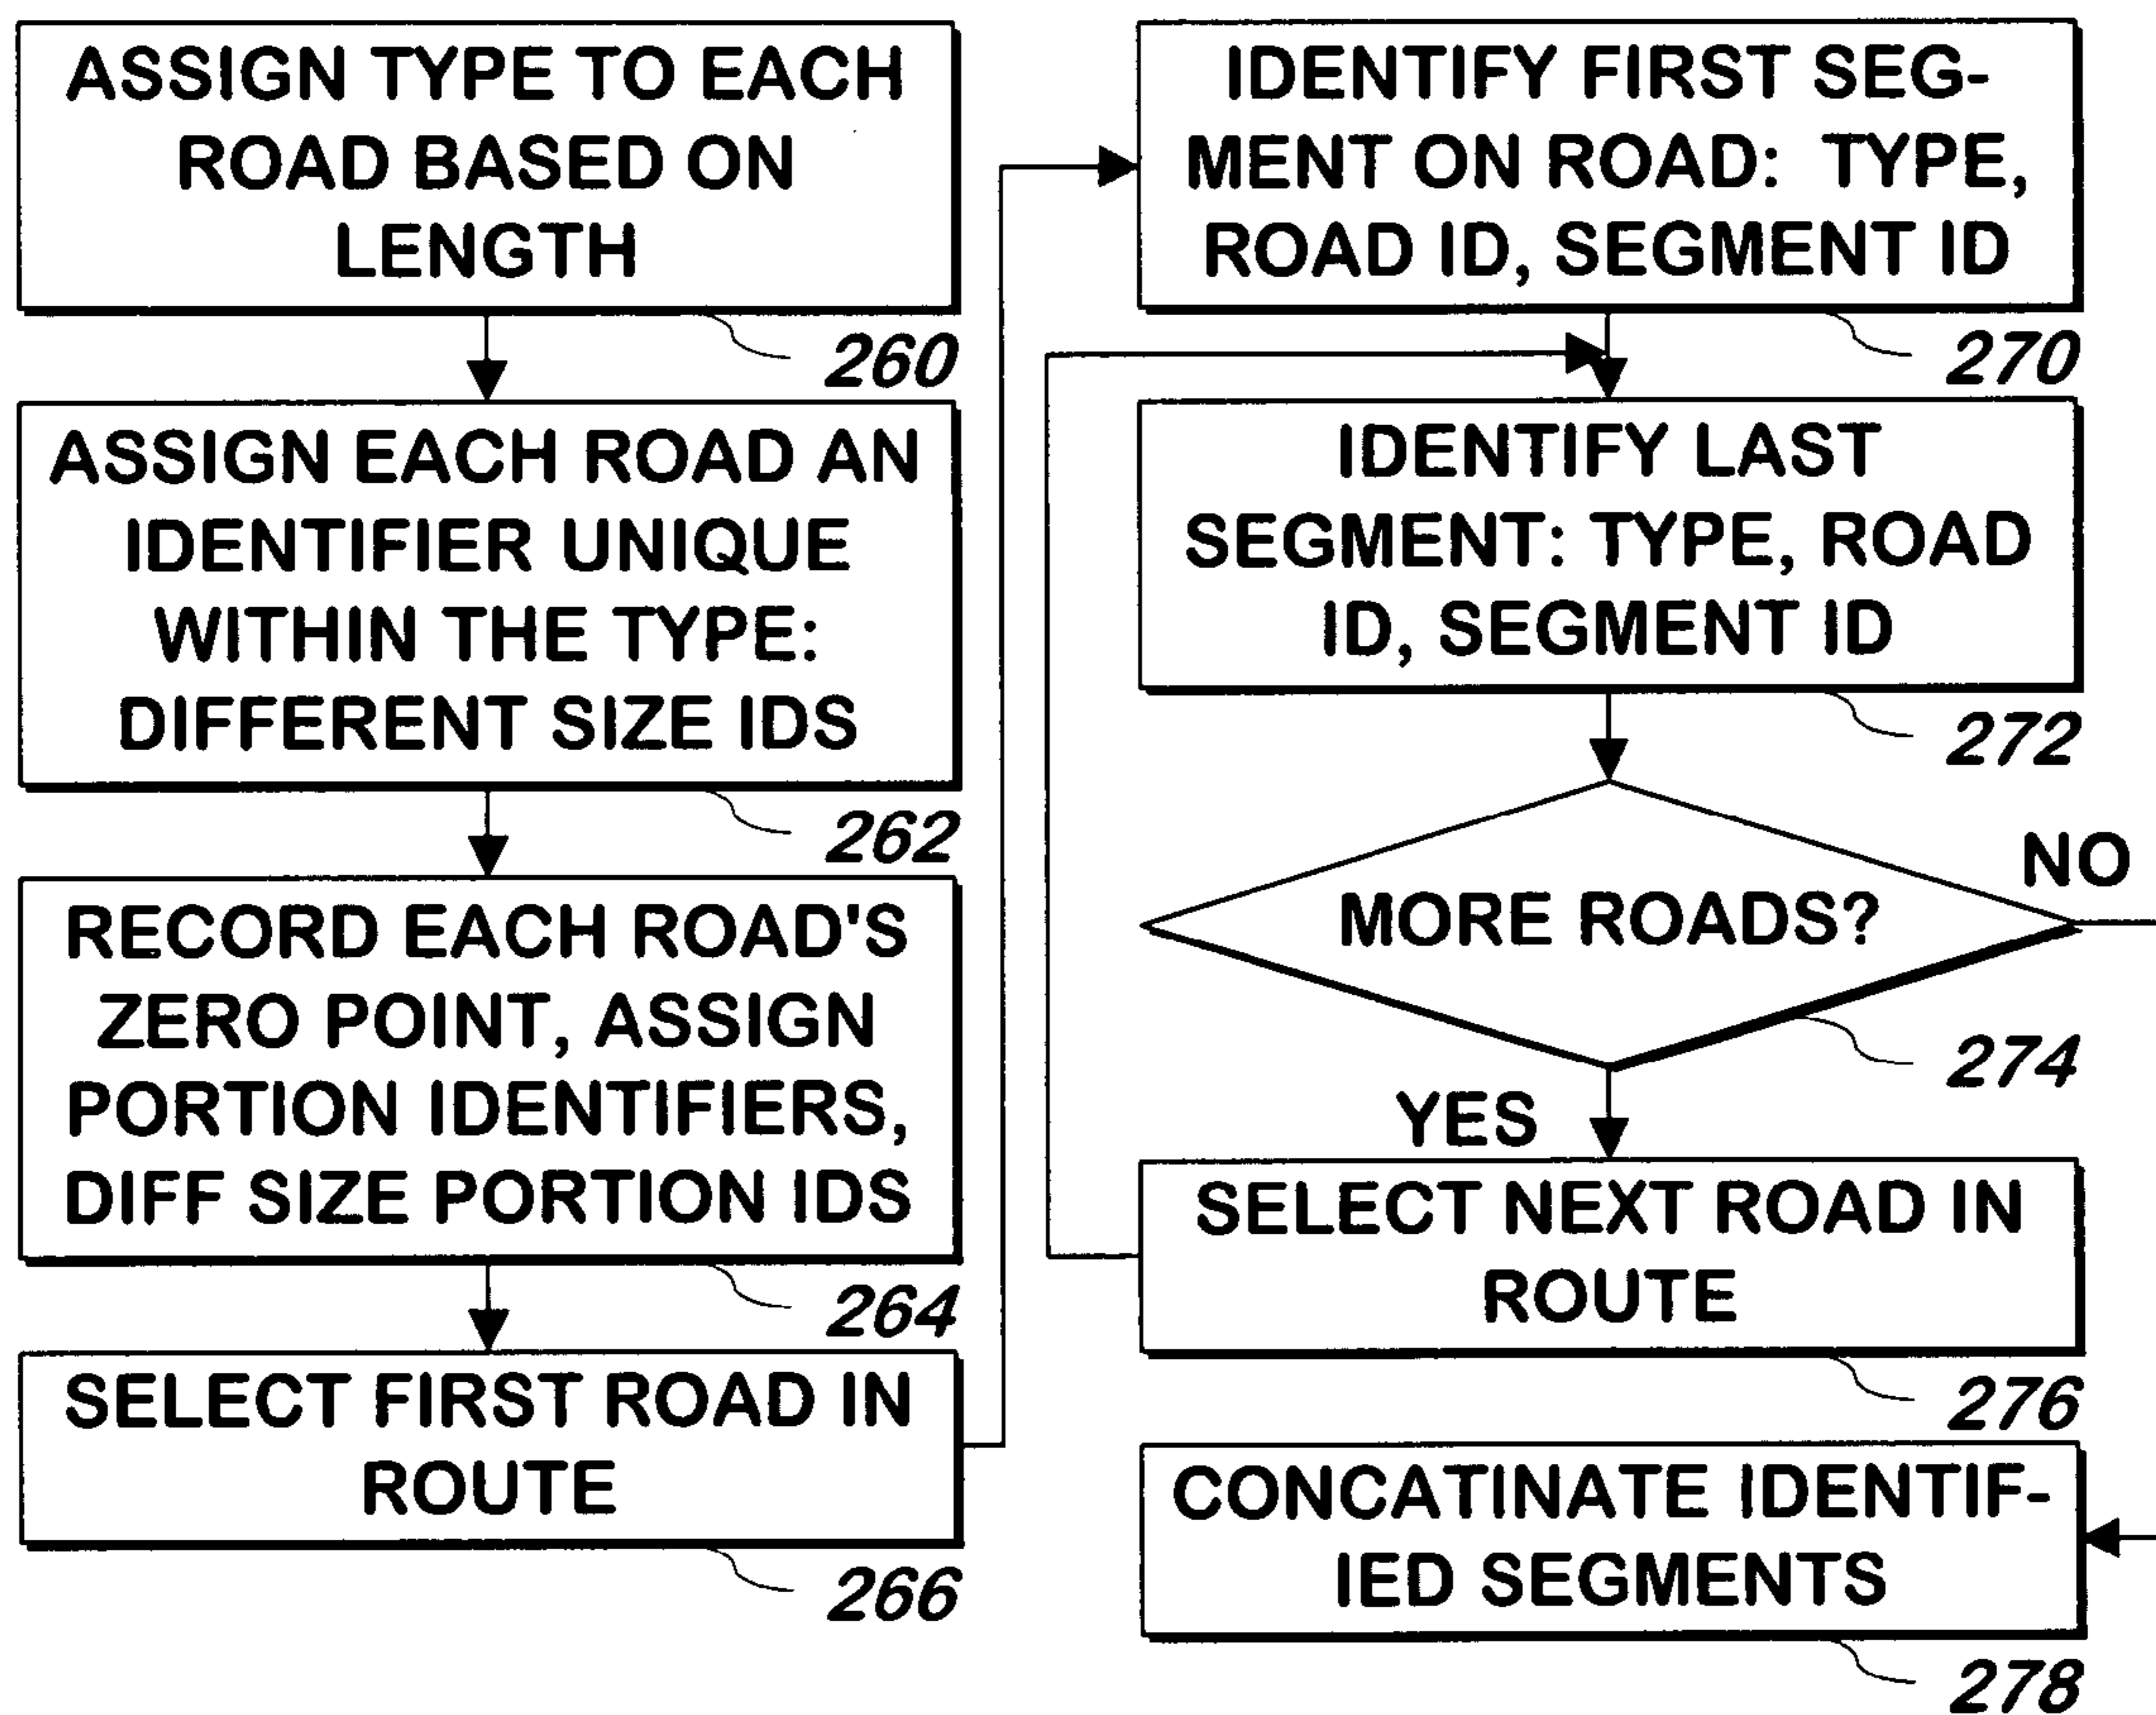 ASSIGN TYPE TO EACH
ROAD BASED ON
LENGTH
260
ASSIGN EACH ROAD AN
IDENTIFIER UNIQUE
WITHIN THE TYPE:
DIFFERENT SIZE IDS
262
RECORD EACH ROAD'S
ZERO POINT, ASSIGN
PORTION IDENTIFIERS,
DIFF SIZE PORTION IDS
264
SELECT FIRST ROAD IN
ROUTE
266
IDENTIFY FIRST SEG-
MENT ON ROAD: TYPE,
ROAD ID, SEGMENT ID
270
IDENTIFY LAST
SEGMENT: TYPE, ROAD
ID, SEGMENT ID
272
MORE ROADS?
NO
274
YES
SELECT NEXT ROAD IN
ROUTE
276
CONCATINATE IDENTIF-
IED SEGMENTS
278